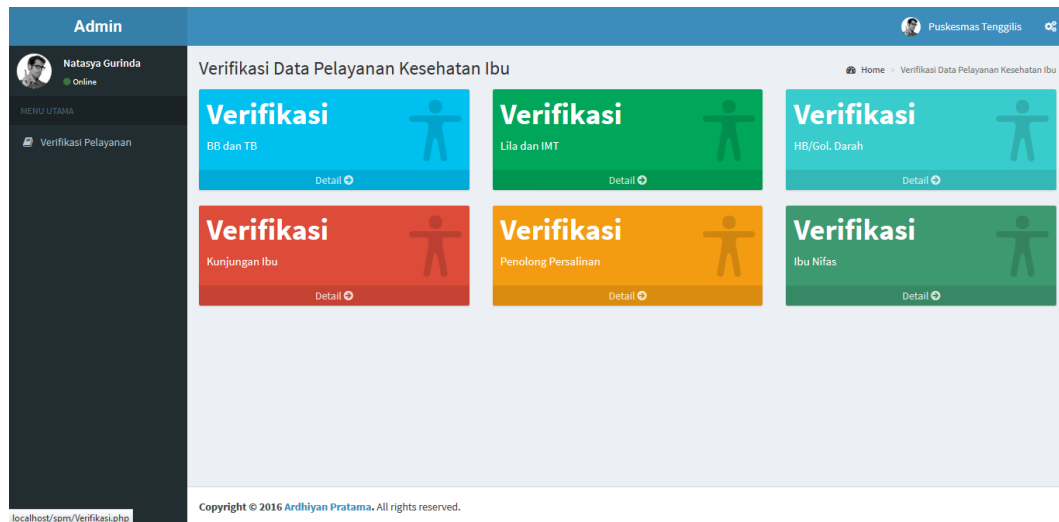 Admin
Puskesmas Tenggilis
Natasya Gurinda
Online
MENU UTAMA
Verifikasi Pelayanan
Verifikasi Data Pelayanan Kesehatan Ibu
Home > Verifikasi Data Pelayanan Kesehatan Ibu
Verifikasi
BB dan TB
Detail
Verifikasi
Lila dan IMT
Detail
Verifikasi
HB/Gol. Darah
Detail
Verifikasi
Kunjungan Ibu
Detail
Verifikasi
Penolong Persalinan
Detail
Verifikasi
Ibu Nifas
Detail
Copyright © 2016 Ardhiyan Pratama. All rights reserved.
localhost/spm/Verifikasi.php